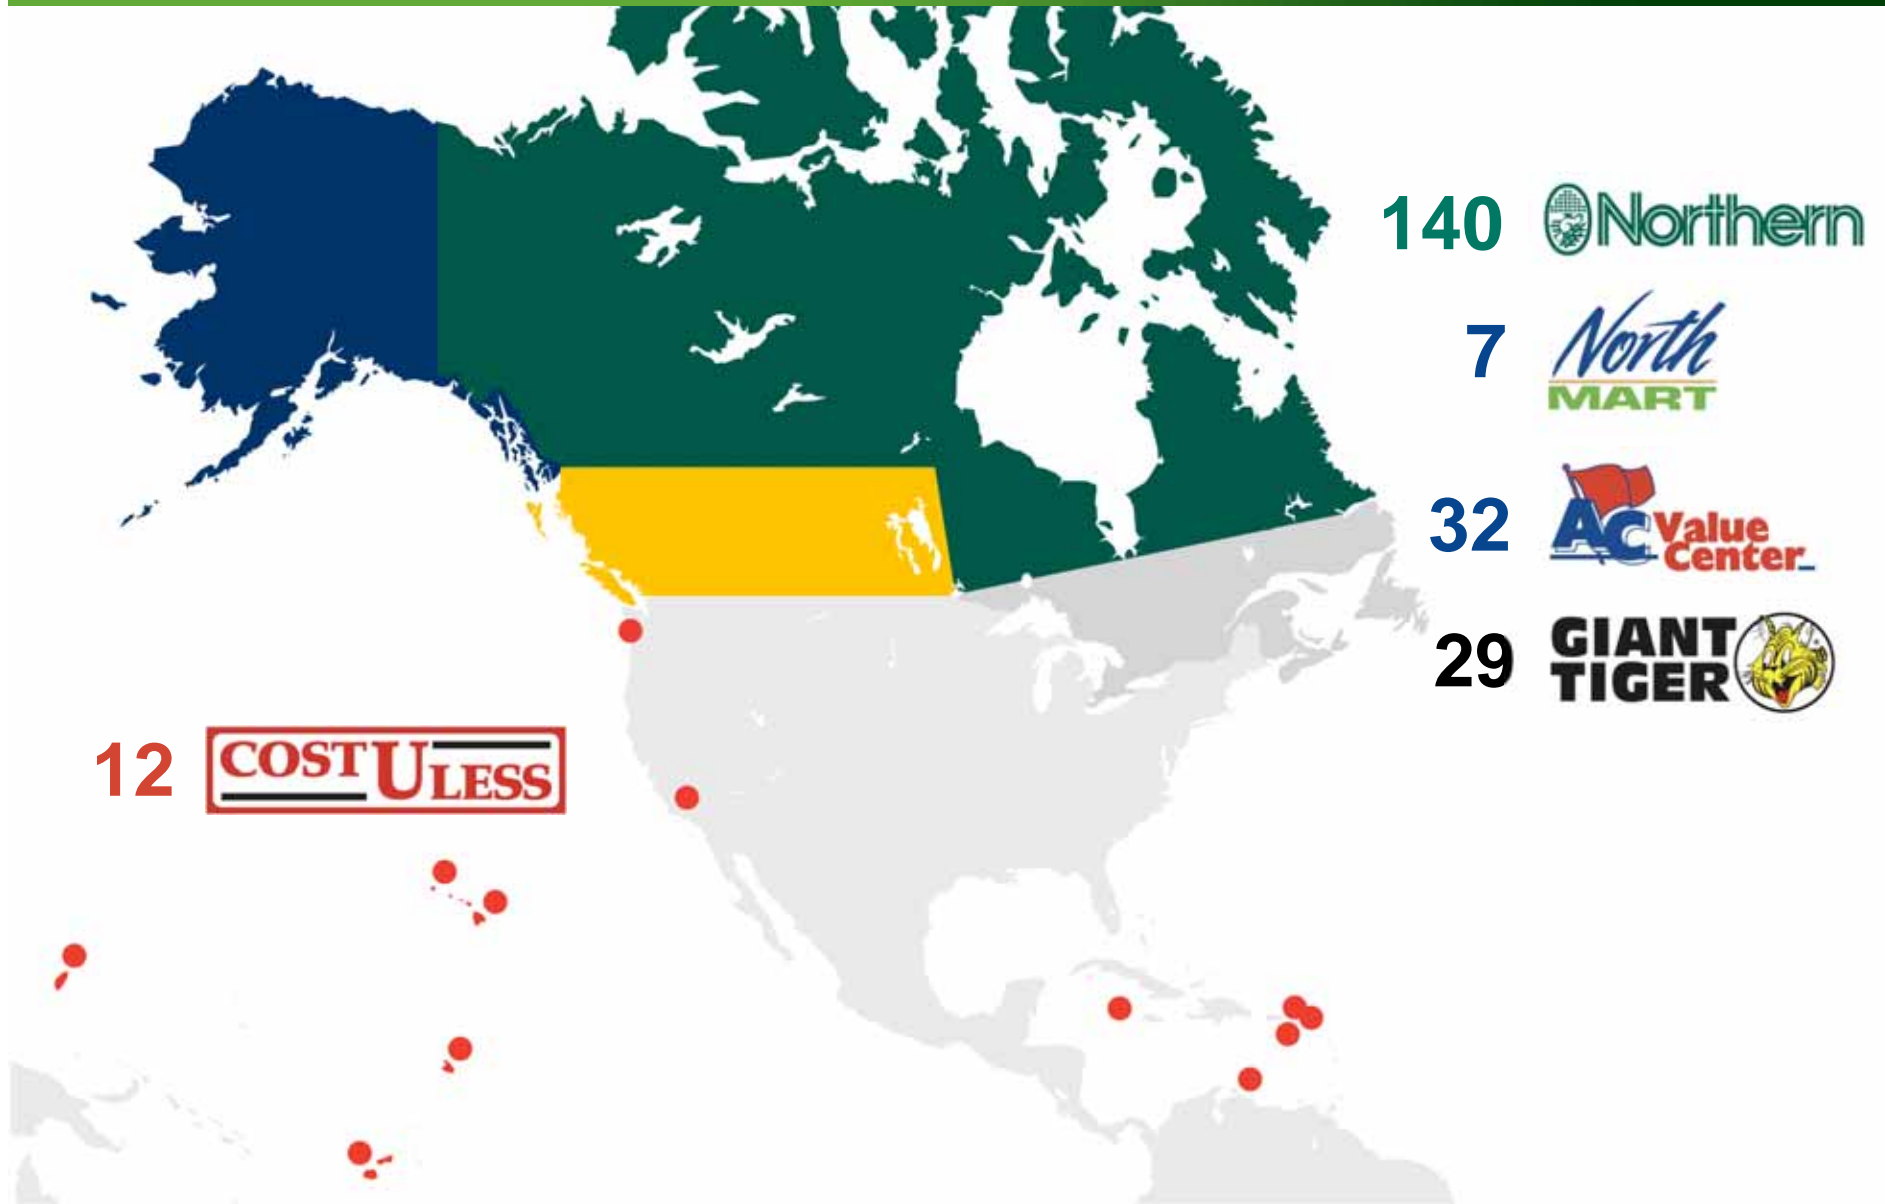 140 Northern
7 North
MART
32 AC Value
Center
29 GIANT
TIGER
12 COST U LESS